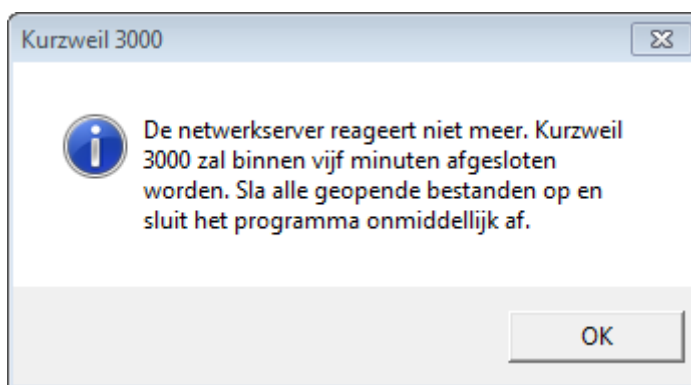 Kurzweil 3000
De netwerkserver reageert niet meer. Kurzweil
3000 zal binnen vijf minuten afgesloten
worden. Sla alle geopende bestanden op en
sluit het programma onmiddellijk af.
OK